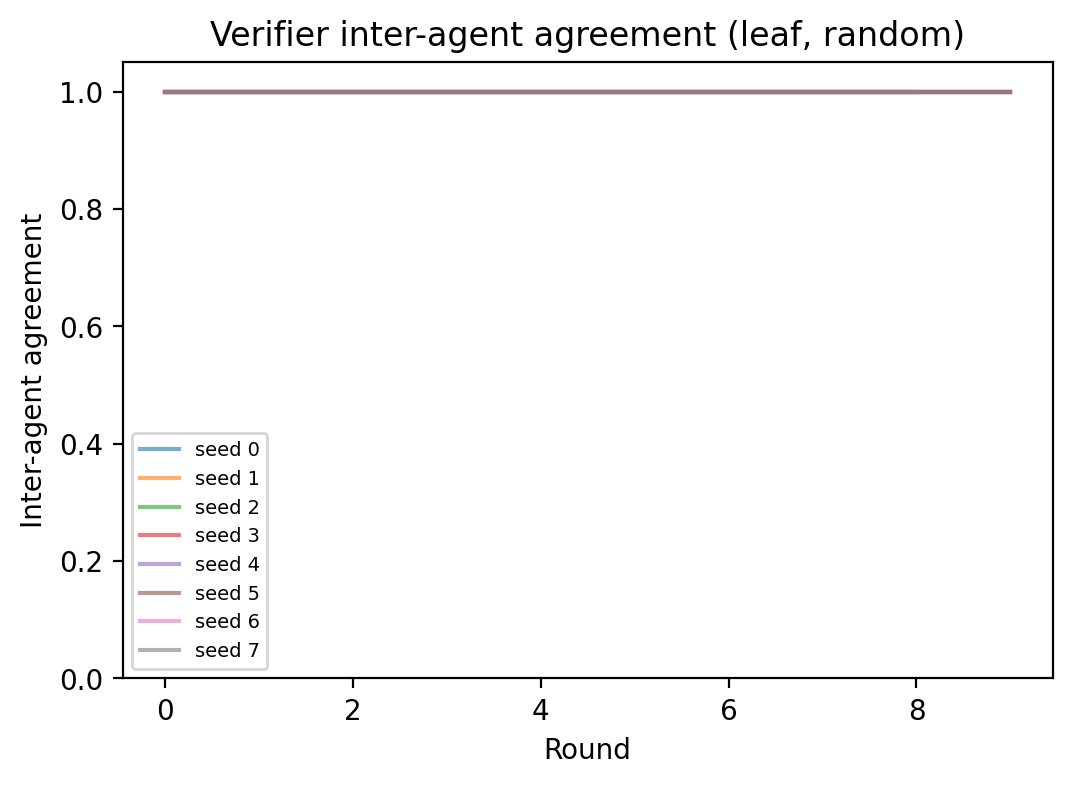 Verifier inter-agent agreement (leaf, random)
Inter-agent agreement
1.0
0.8
0.6
0.4
0.2
0.0
seed 0
seed 1
seed 2
seed 3
seed 4
seed 5
seed 6
seed 7
0 2 4 6 8
Round